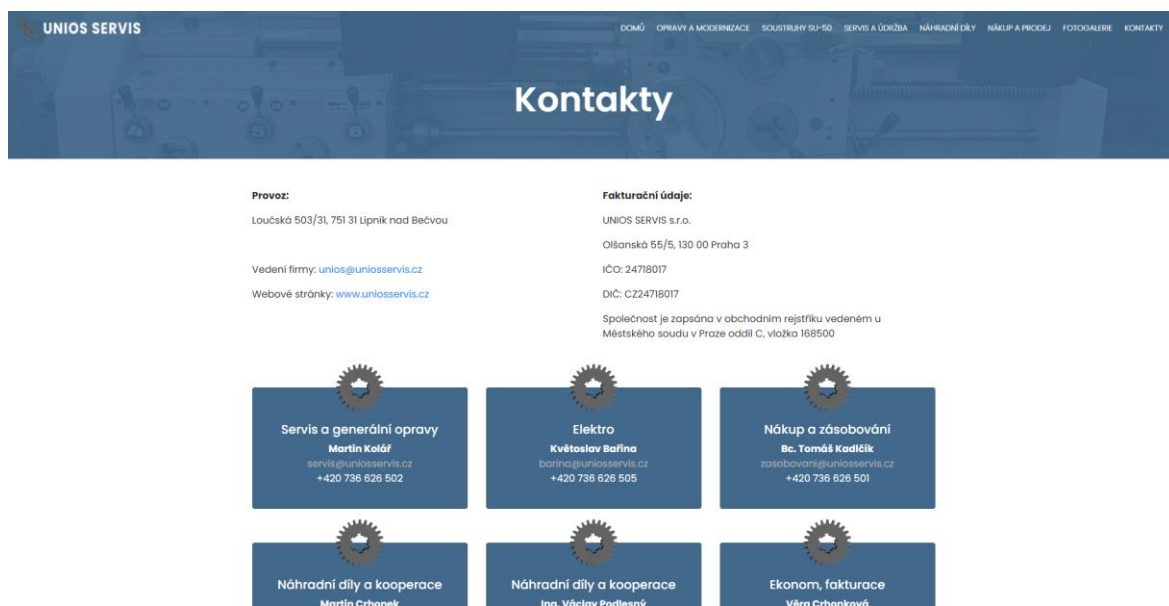 UNIOS SERVIS
DOMŮ OPRAVY A MODERNIZACE SOUSTRUHY SU-50 SERVIS A ÚDRŽBA NÁHRADNÍ DÍLY NÁKUP A PRODEJ FOTOGALERIE KONTAKTY
Kontakty
Provoz:
Loučská 503/31, 751 31 Lipník nad Bečvou
Vedení firmy: unios@uniosservis.cz
Webové stránky: www.uniosservis.cz
Fakturační údaje:
UNIOS SERVIS s.r.o.
Olšanská 55/5, 130 00 Praha 3
IČO: 24718017
DIČ: CZ24718017
Společnost je zapsána v obchodním rejstříku vedeném u
Městského soudu v Praze oddíl C, vložka 168500
Servis a generální opravy
Martin Kolář
servis@uniosservis.cz
+420 736 626 502
Elektro
Květoslav Bařina
barina@uniosservis.cz
+420 736 626 505
Nákup a zásobování
Bc. Tomáš Kadlčík
zasobovani@uniosservis.cz
+420 736 626 501
Náhradní díly a kooperace
Martin Crhonek
Náhradní díly a kooperace
Ing. Václav Podlesný
Ekonom, fakturace
Věra Crhonková